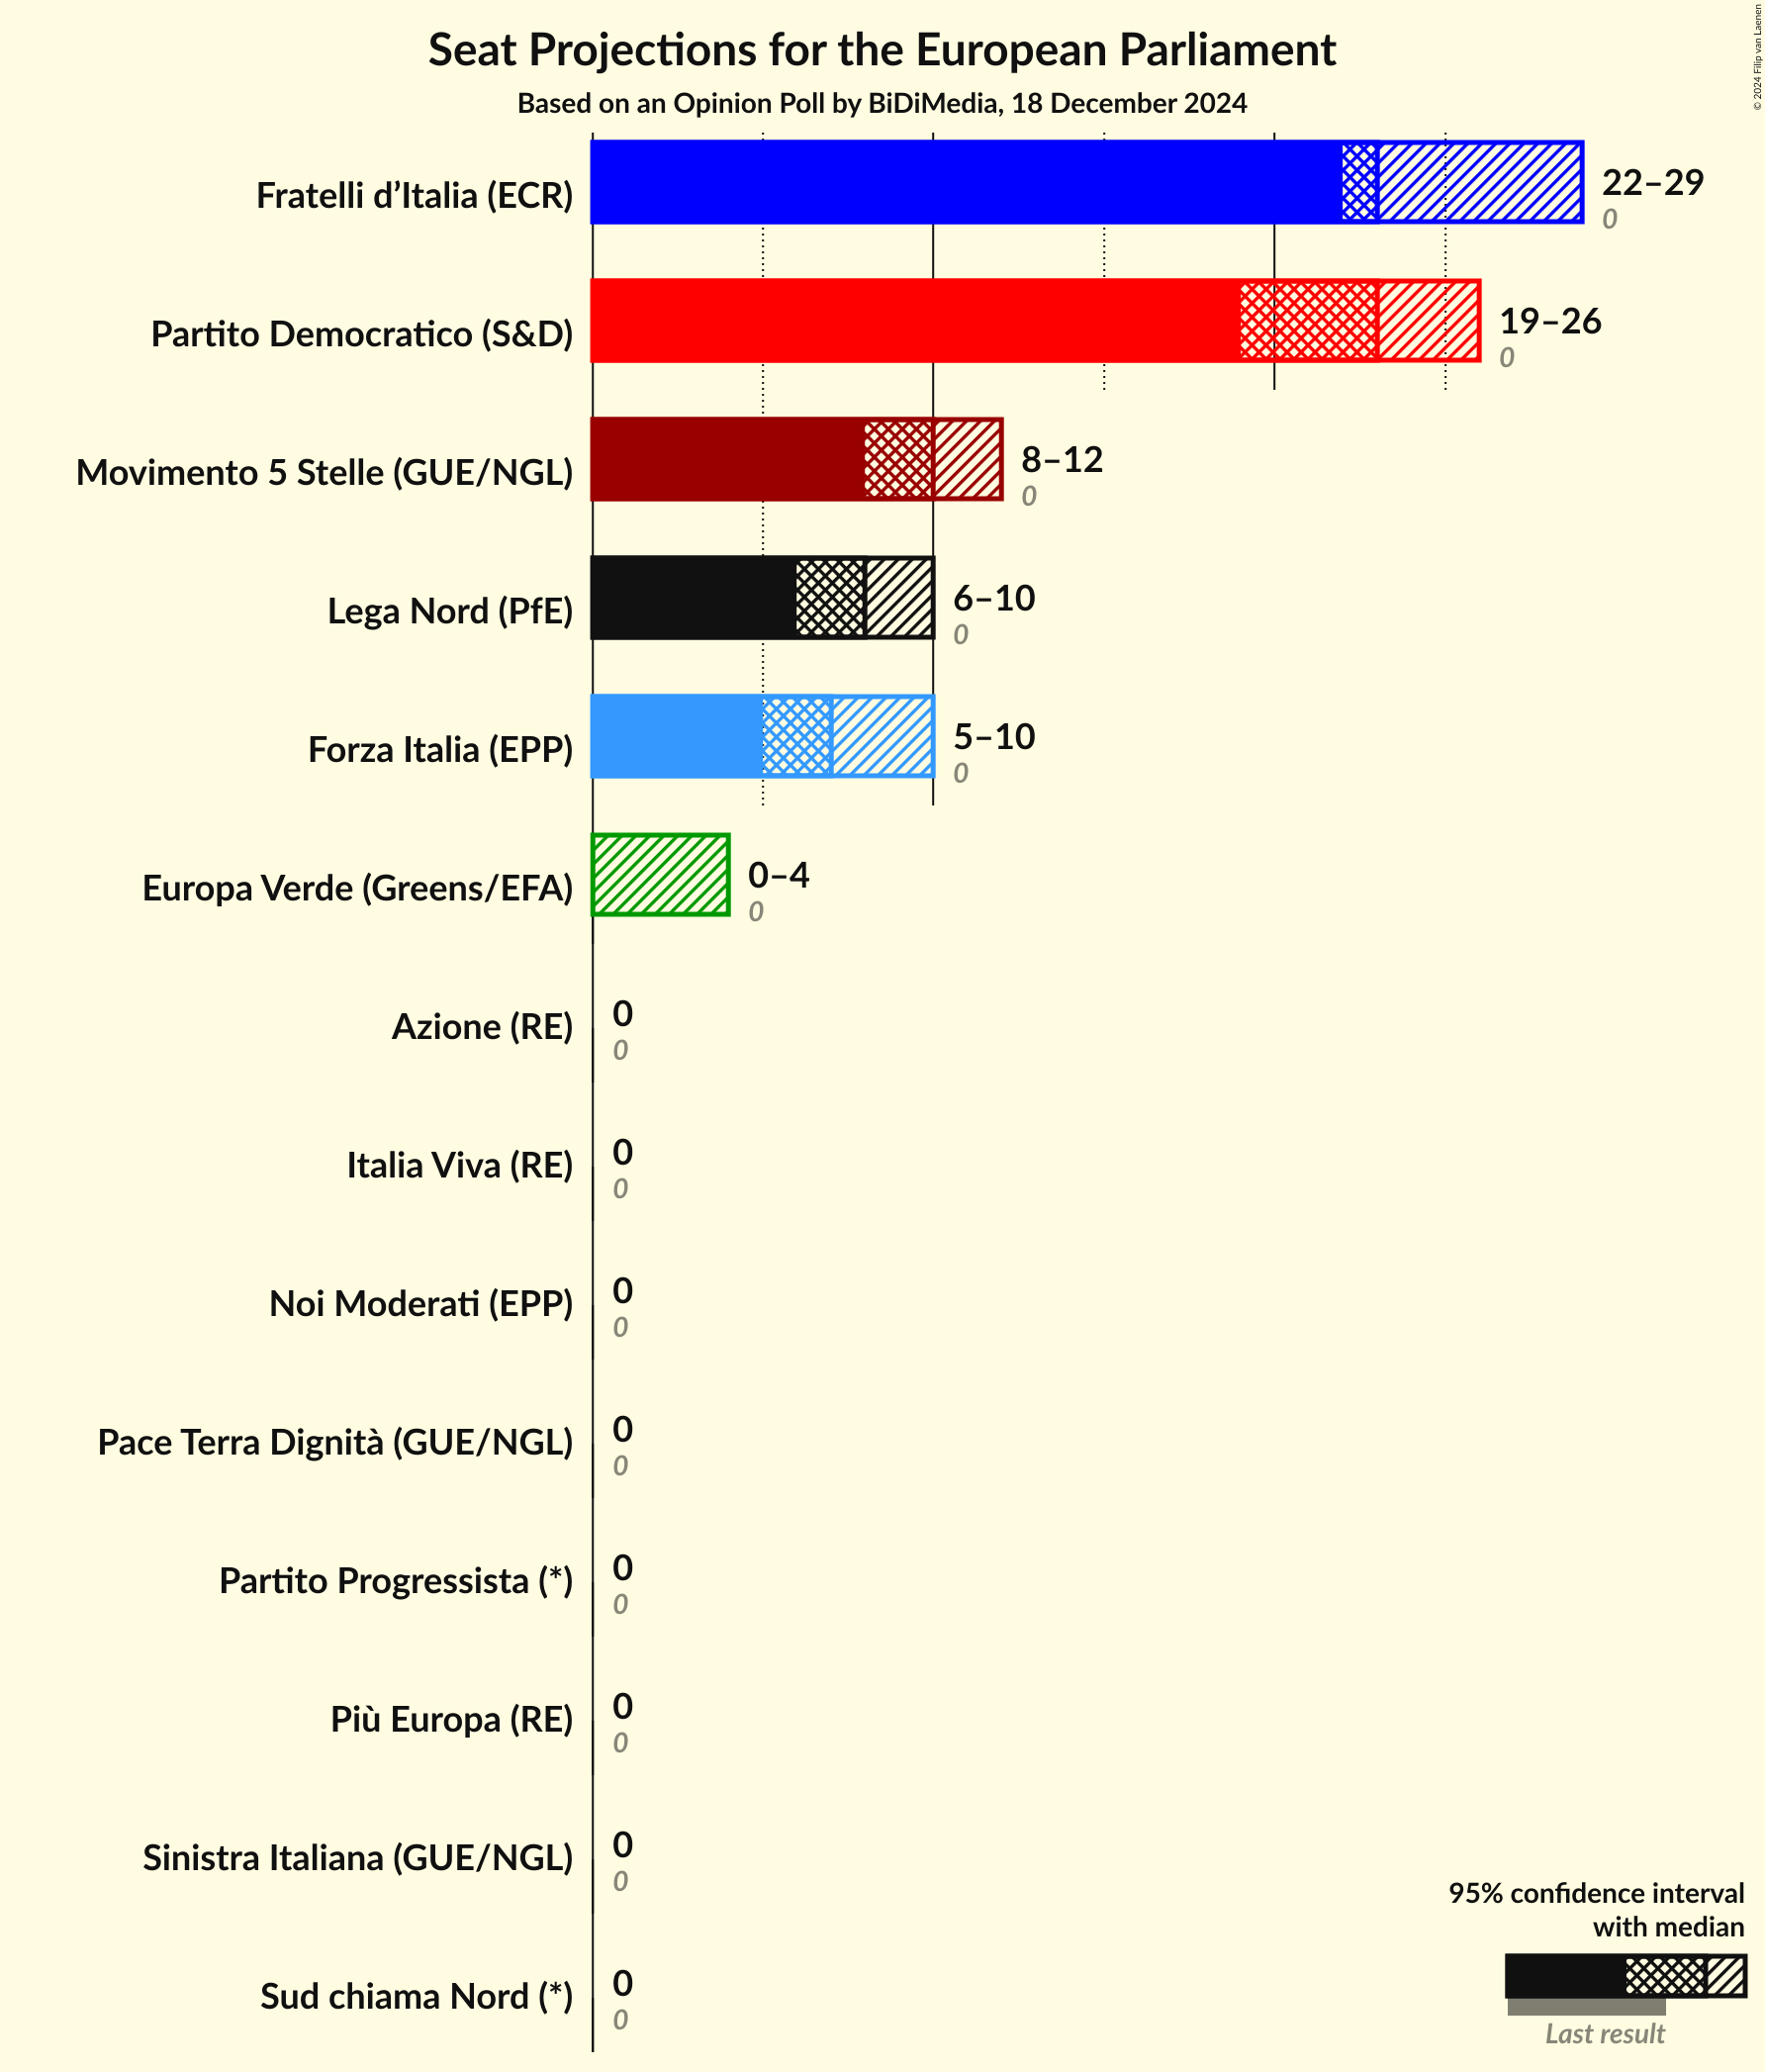 Seat Projections for the European Parliament
Based on an Opinion Poll by BiDiMedia, 18 December 2024
© 2024 Filip van Laenen
Fratelli d’Italia (ECR)
22–29
0
Partito Democratico (S&D)
19–26
0
Movimento 5 Stelle (GUE/NGL)
8–12
0
Lega Nord (PfE)
6–10
0
Forza Italia (EPP)
5–10
0
Europa Verde (Greens/EFA)
0–4
0
Azione (RE)
0
0
Italia Viva (RE)
0
0
Noi Moderati (EPP)
0
0
Pace Terra Dignità (GUE/NGL)
0
0
Partito Progressista (*)
0
0
Più Europa (RE)
0
0
Sinistra Italiana (GUE/NGL)
0
0
Sud chiama Nord (*)
0
0
95% confidence interval
with median
Last result